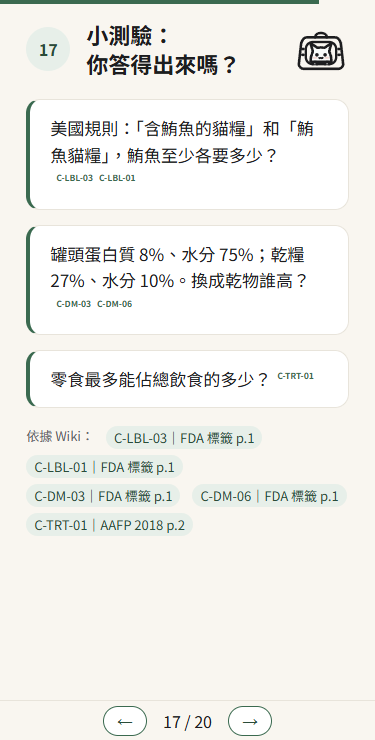 17
小測驗：
你答得出來嗎？
美國規則：「含鮪魚的貓糧」和「鮪
魚貓糧」，鮪魚至少各要多少？
C-LBL-03 C-LBL-01
罐頭蛋白質 8%、水分 75%；乾糧
27%、水分 10%。換成乾物誰高？
C-DM-03 C-DM-06
零食最多能佔總飲食的多少？ C-TRT-01
依據 Wiki： C-LBL-03｜FDA 標籤 p.1
C-LBL-01｜FDA 標籤 p.1
C-DM-03｜FDA 標籤 p.1 C-DM-06｜FDA 標籤 p.1
C-TRT-01｜AAFP 2018 p.2
← 17 / 20 →